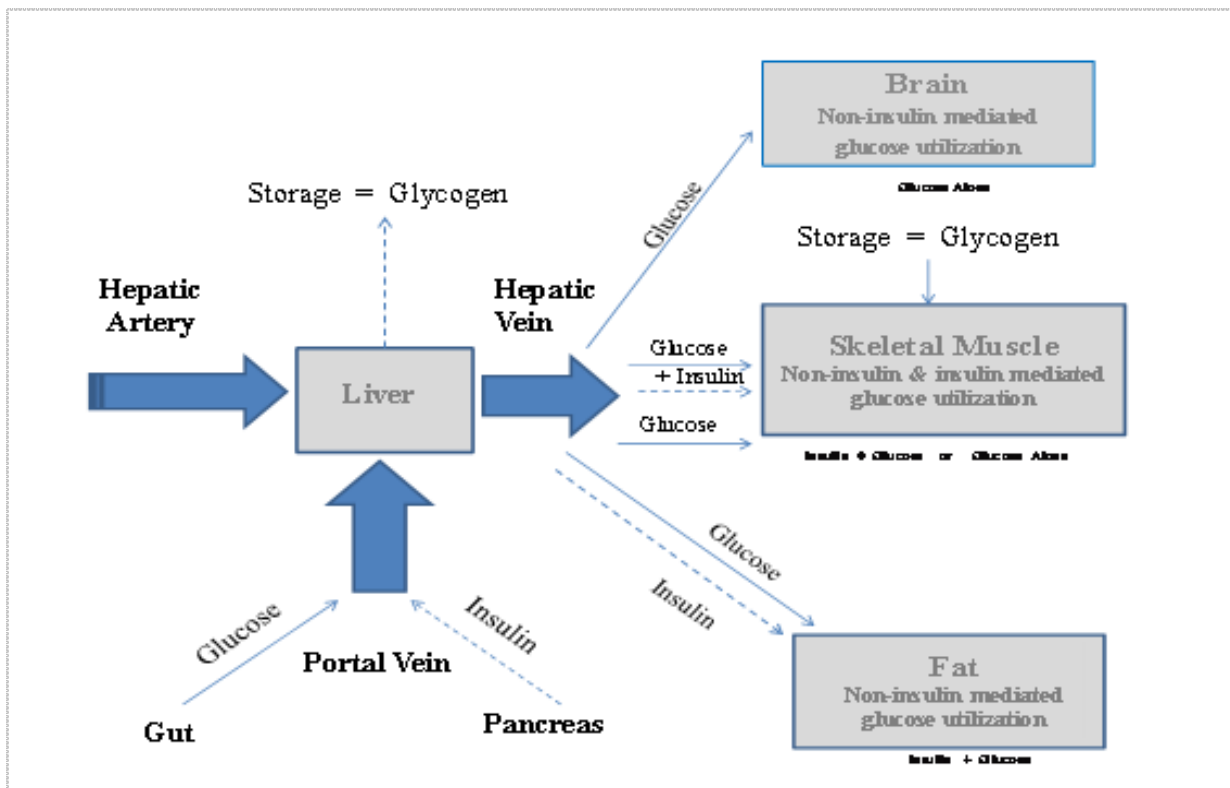 Brain
Non-insulin mediated
glucose utilization
Glucose Alone
Glucose
Storage = Glycogen
Storage = Glycogen
Hepatic
Artery
Hepatic
Vein
Liver
Glucose
+ Insulin
Glucose
Skeletal Muscle
Non-insulin & insulin mediated
glucose utilization
Insulin + Glucose or Glucose Alone
Glucose
Insulin
Glucose
Insulin
Portal Vein
Gut
Pancreas
Fat
Non-insulin mediated
glucose utilization
Insulin + Glucose